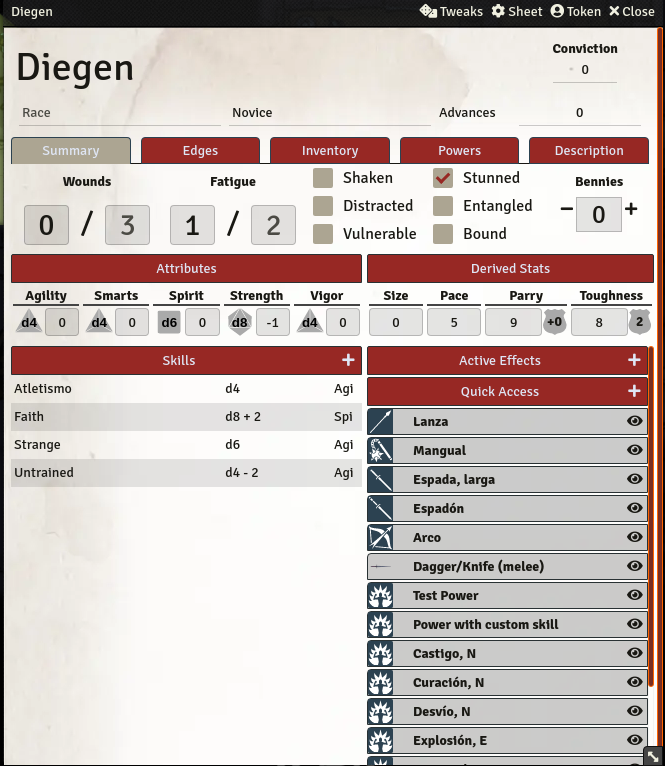 Diegen Tweaks Sheet Token Close
Diegen
Conviction
0
Race Novice Advances 0
Summary Edges Inventory Powers Description
Wounds Fatigue Shaken Stunned Bennies
0 / 3 1 / 2 Distracted Entangled − 0 +
Vulnerable Bound
Attributes Derived Stats
Agility Smarts Spirit Strength Vigor Size Pace Parry Toughness
d4 0 d4 0 d6 0 d8 -1 d4 0 0 5 9 +0 8 2
Skills + Active Effects +
Quick Access +
Atletismo d4 Agi
Faith d8 + 2 Spi
Strange d6 Agi
Untrained d4 - 2 Agi
Lanza
Mangual
Espada, larga
Espadón
Arco
Dagger/Knife (melee)
Test Power
Power with custom skill
Castigo, N
Curación, N
Desvío, N
Explosión, E